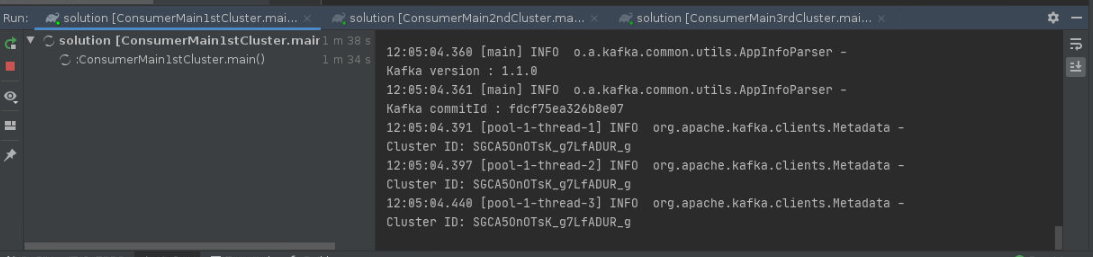 Run: solution [ConsumerMain1stCluster.mai... × solution [ConsumerMain2ndCluster.ma... × solution [ConsumerMain3rdCluster.mai... ×
solution [ConsumerMain1stCluster.main 1 m 38 s
:ConsumerMain1stCluster.main() 1 m 34 s
12:05:04.360 [main] INFO  o.a.kafka.common.utils.AppInfoParser -
Kafka version : 1.1.0
12:05:04.361 [main] INFO  o.a.kafka.common.utils.AppInfoParser -
Kafka commitId : fdcf75ea326b8e07
12:05:04.391 [pool-1-thread-1] INFO  org.apache.kafka.clients.Metadata -
Cluster ID: SGCA5OnOTsK_g7LfADUR_g
12:05:04.397 [pool-1-thread-2] INFO  org.apache.kafka.clients.Metadata -
Cluster ID: SGCA5OnOTsK_g7LfADUR_g
12:05:04.440 [pool-1-thread-3] INFO  org.apache.kafka.clients.Metadata -
Cluster ID: SGCA5OnOTsK_g7LfADUR_g